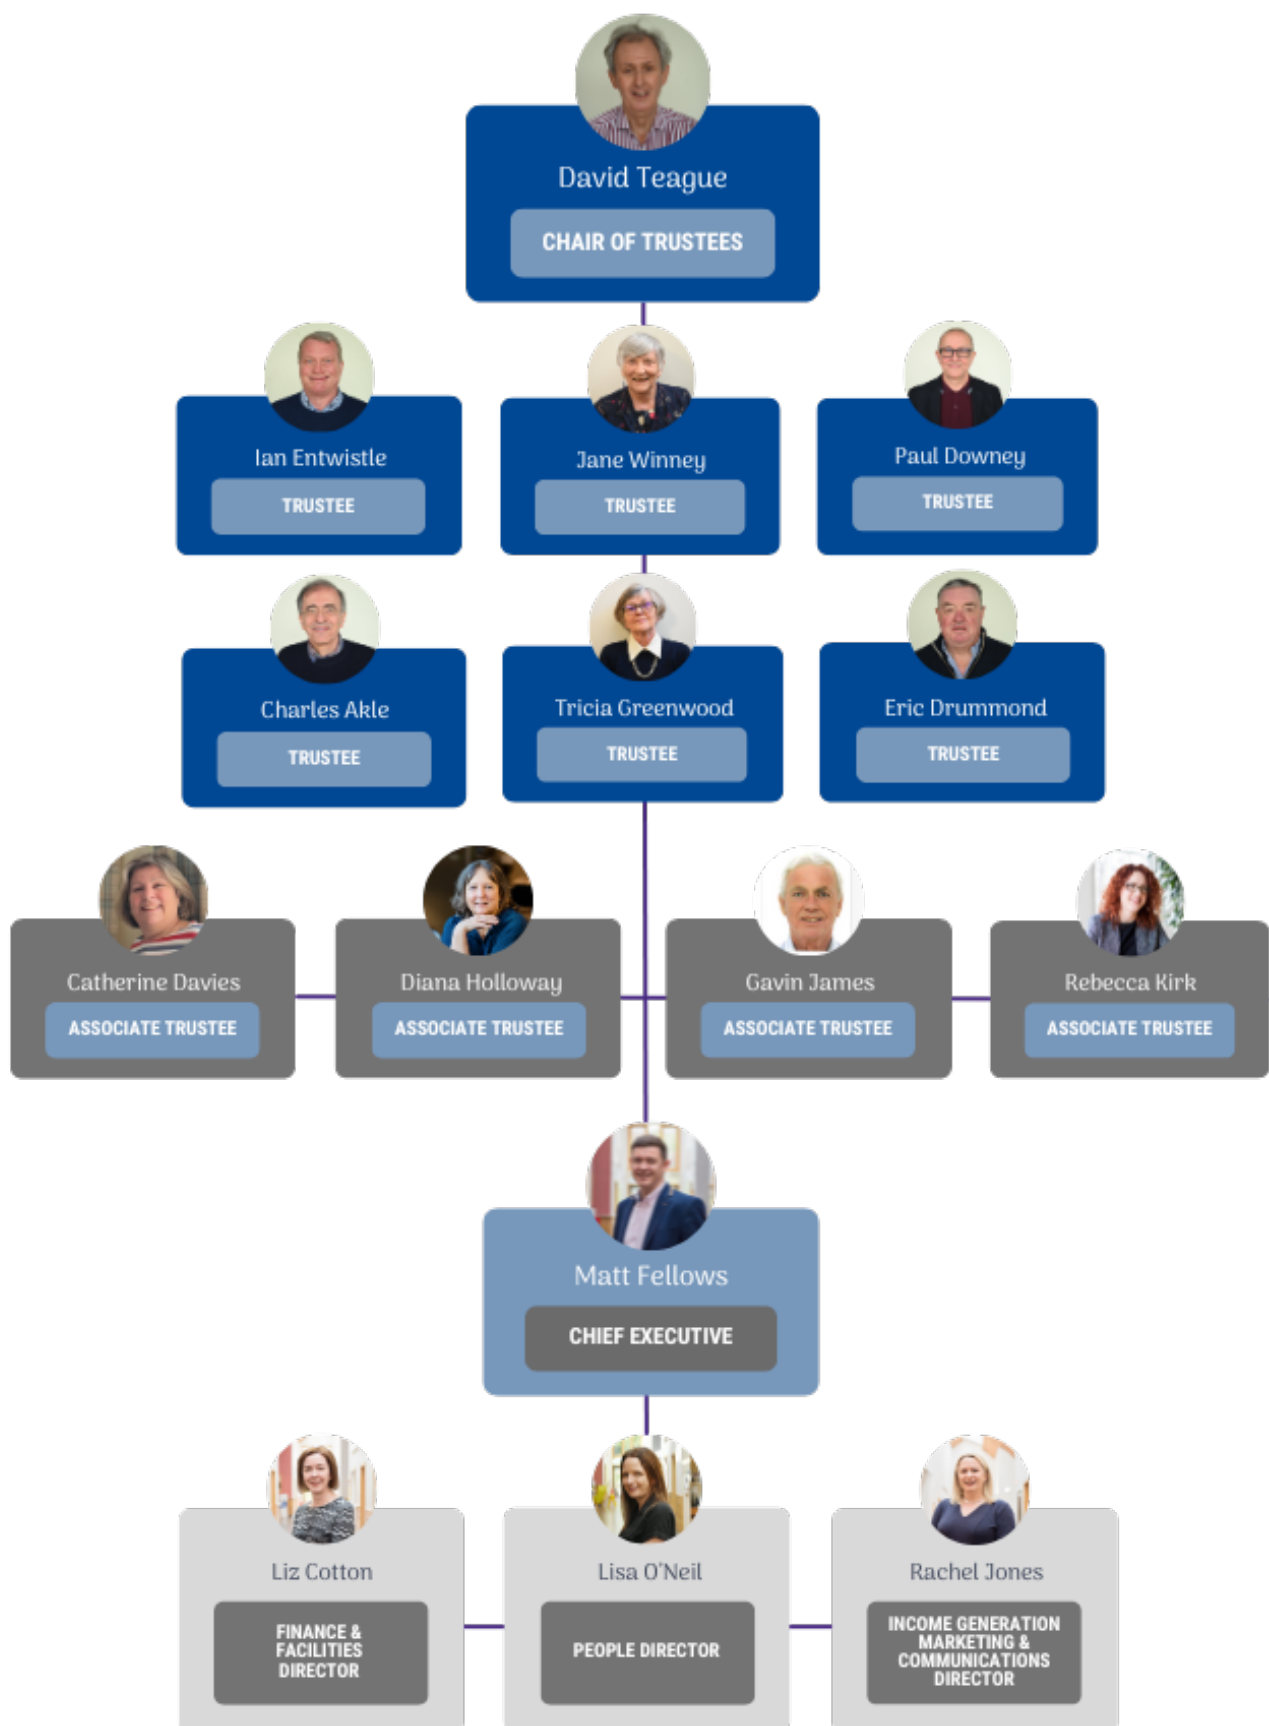 David Teague
CHAIR OF TRUSTEES
Ian Entwistle
TRUSTEE
Jane Winney
TRUSTEE
Paul Downey
TRUSTEE
Charles Akle
TRUSTEE
Tricia Greenwood
TRUSTEE
Eric Drummond
TRUSTEE
Catherine Davies
ASSOCIATE TRUSTEE
Diana Holloway
ASSOCIATE TRUSTEE
Gavin James
ASSOCIATE TRUSTEE
Rebecca Kirk
ASSOCIATE TRUSTEE
Matt Fellows
CHIEF EXECUTIVE
Liz Cotton
FINANCE &
FACILITIES
DIRECTOR
Lisa O'Neil
PEOPLE DIRECTOR
Rachel Jones
INCOME GENERATION
MARKETING &
COMMUNICATIONS
DIRECTOR